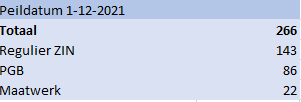 Peildatum 1-12-2021
Totaal 266
Regulier ZIN 143
PGB 86
Maatwerk 22